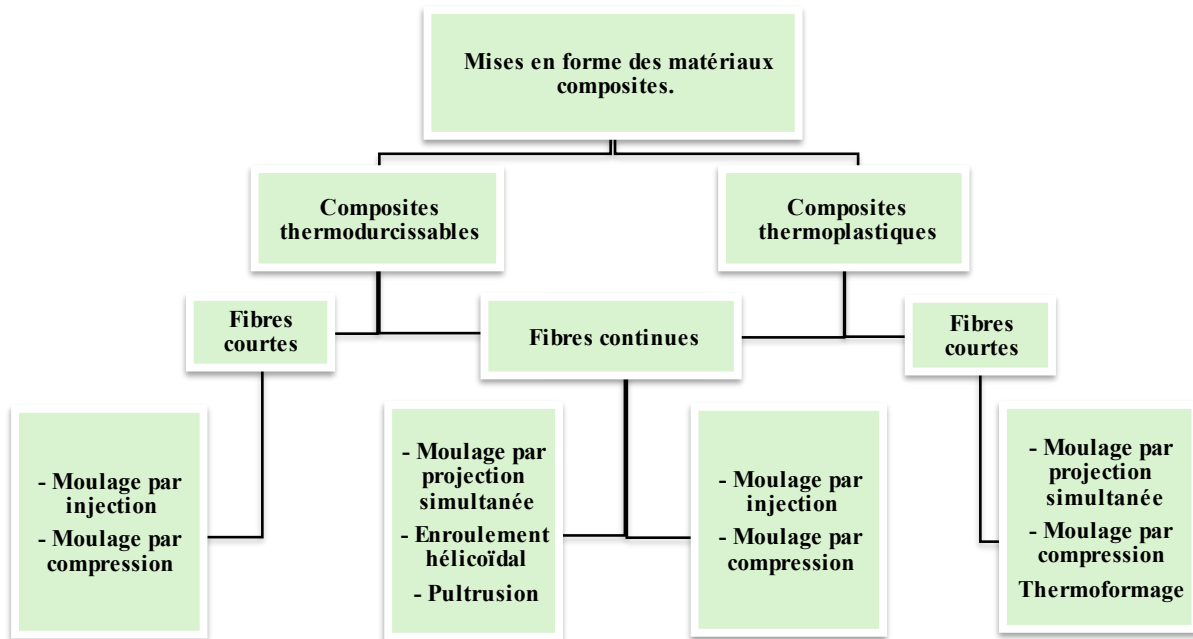 Mises en forme des matériaux
composites.
Composites
thermodurcissables
Composites
thermoplastiques
Fibres
courtes
Fibres continues
Fibres
courtes
- Moulage par
injection
- Moulage par
compression
- Moulage par
projection
simultanée
- Enroulement
hélicoïdal
- Pultrusion
- Moulage par
injection
- Moulage par
compression
- Moulage par
projection
simultanée
- Moulage par
compression
Thermoformage